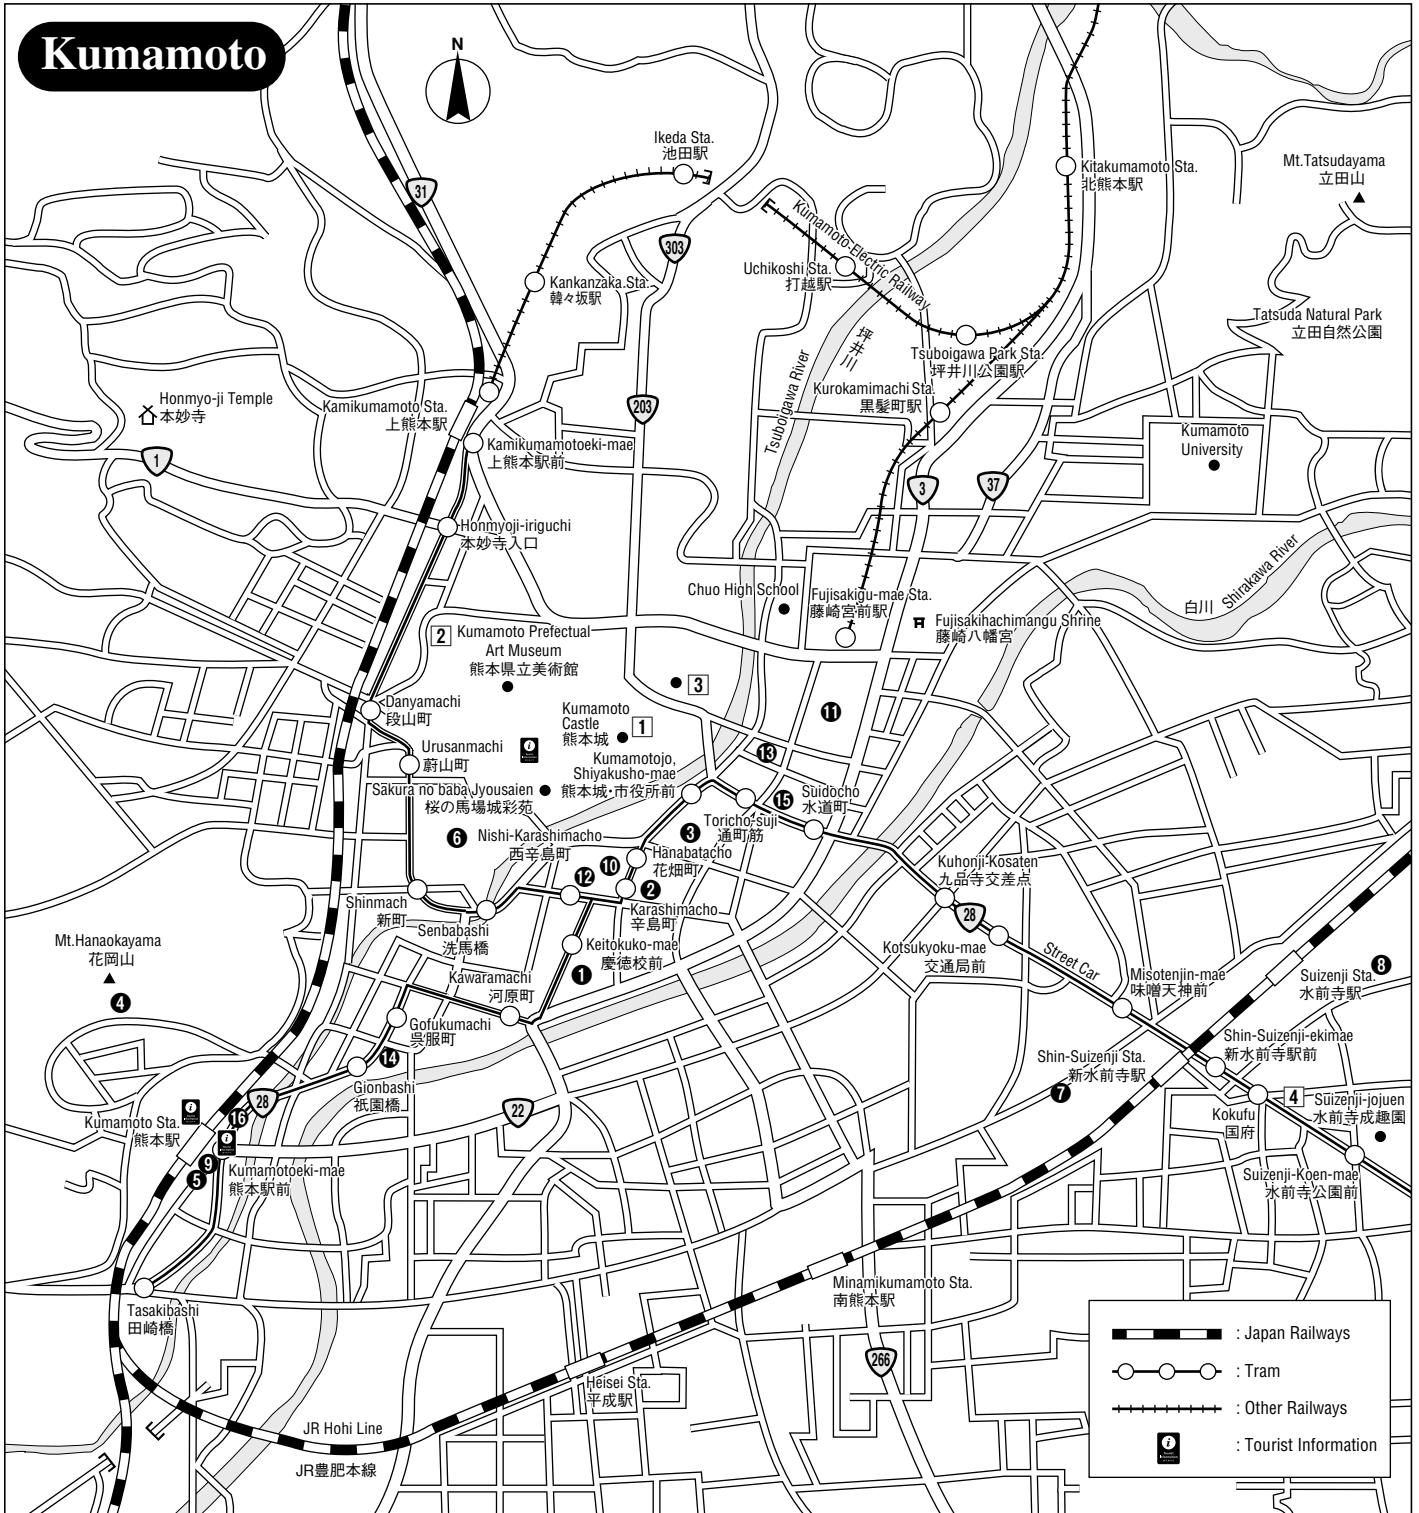 Kumamoto
N
Ikeda Sta.
池田駅
31
303
Kankanzaka.Sta.
韓々坂駅
Kumamoto-Electric Railway
Uchikoshi Sta.
打越駅
Kitakumamoto Sta.
北熊本駅
Mt.Tatsudayama
立田山
Tatsuda Natural Park
立田自然公園
坪井川
Tsuboigawa River
Tsuboigawa Park Sta.
坪井川公園駅
Kurokamimachi Sta.
黒髪町駅
Honmyo-ji Temple
本妙寺
Kamikumamoto Sta.
上熊本駅
203
Kamikumamotoeki-mae
上熊本駅前
1
Kumamoto
University
3
37
Honmyoji-iriguchi
本妙寺入口
Chuo High School
Fujisakigu-mae Sta.
藤崎宮前駅
Fujisakihachimangu Shrine
藤崎八幡宮
白川 Shirakawa River
2
Kumamoto Prefectual
Art Museum
熊本県立美術館
3
Danyamachi
段山町
Kumamoto
Castle
熊本城
1
11
Urusanmachi
蔚山町
Kumamotojo,
Shiyakusho-mae
熊本城・市役所前
13
Sakura no baba Jyousaien
桜の馬場城彩苑
15
Suidocho
水道町
Toricho-suji
通町筋
6
Nishi-Karashimacho
西辛島町
3
Hanabatacho
花畑町
10
12
2
Kuhonji-Kosaten
九品寺交差点
28
Shinmach
新町
Senbabashi
洗馬橋
Karashimacho
辛島町
Keitokuko-mae
慶徳校前
Kotsukyoku-mae
交通局前
Street Car
Mt.Hanaokayama
花岡山
4
Kawaramachi
河原町
1
Misotenjin-mae
味噌天神前
Suizenji Sta.
水前寺駅
8
Gofukumachi
呉服町
14
Shin-Suizenji-ekimae
新水前寺駅前
Shin-Suizenji Sta.
新水前寺駅
7
Gionbashi
祇園橋
28
22
4
Suizenji-jojuen
水前寺成趣園
Kokufu
国府
Kumamoto Sta.
熊本駅
16
9
5
Kumamotoeki-mae
熊本駅前
Suizenji-Koen-mae
水前寺公園前
Tasakibashi
田崎橋
Minamikumamoto Sta.
南熊本駅
266
Heisei Sta.
平成駅
JR Hohi Line
JR豊肥本線
: Japan Railways
: Tram
: Other Railways
: Tourist Information